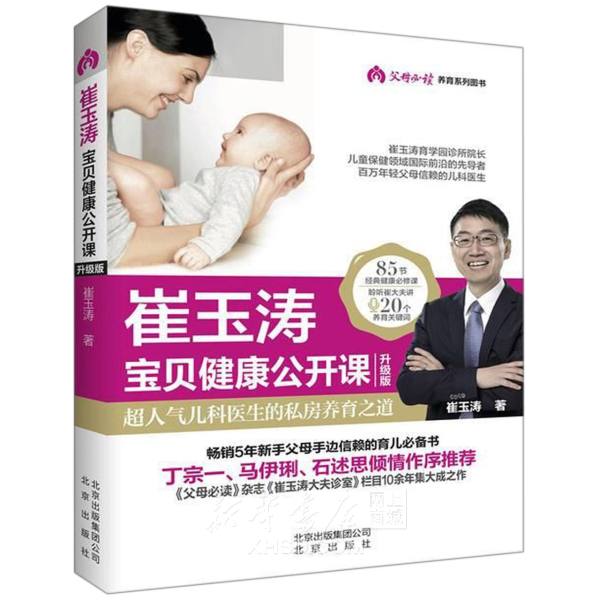 父母必读 养育系列图书
崔玉涛育学园诊所院长
儿童保健领域国际前沿的先导者
百万年轻父母信赖的儿科医生
85节
经典健康必修课
聆听崔大夫讲
20个
养育关键词
崔玉涛
宝贝健康公开课
升级版
超人气儿科医生的私房养育之道
崔玉涛 著
畅销5年新手父母手边信赖的育儿必备书
丁宗一、马伊琍、石述思倾情作序推荐
《父母必读》杂志《崔玉涛大夫诊室》栏目10余年集大成之作
北京出版集团公司
北京出版社
崔玉涛
宝贝健康公开课
升级版
崔玉涛 著
北京出版集团公司
北京出版社
新华书店
网上
商城